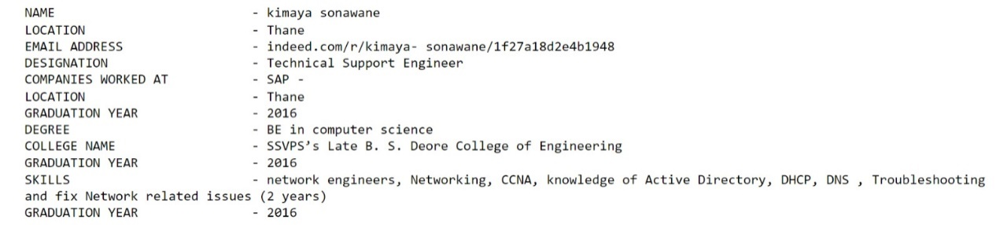 NAME - kimaya sonawane
LOCATION - Thane
EMAIL ADDRESS - indeed.com/r/kimaya- sonawane/1f27a18d2e4b1948
DESIGNATION - Technical Support Engineer
COMPANIES WORKED AT - SAP -
LOCATION - Thane
GRADUATION YEAR - 2016
DEGREE - BE in computer science
COLLEGE NAME - SSVPS’s Late B. S. Deore College of Engineering
GRADUATION YEAR - 2016
SKILLS - network engineers, Networking, CCNA, knowledge of Active Directory, DHCP, DNS , Troubleshooting
and fix Network related issues (2 years)
GRADUATION YEAR - 2016